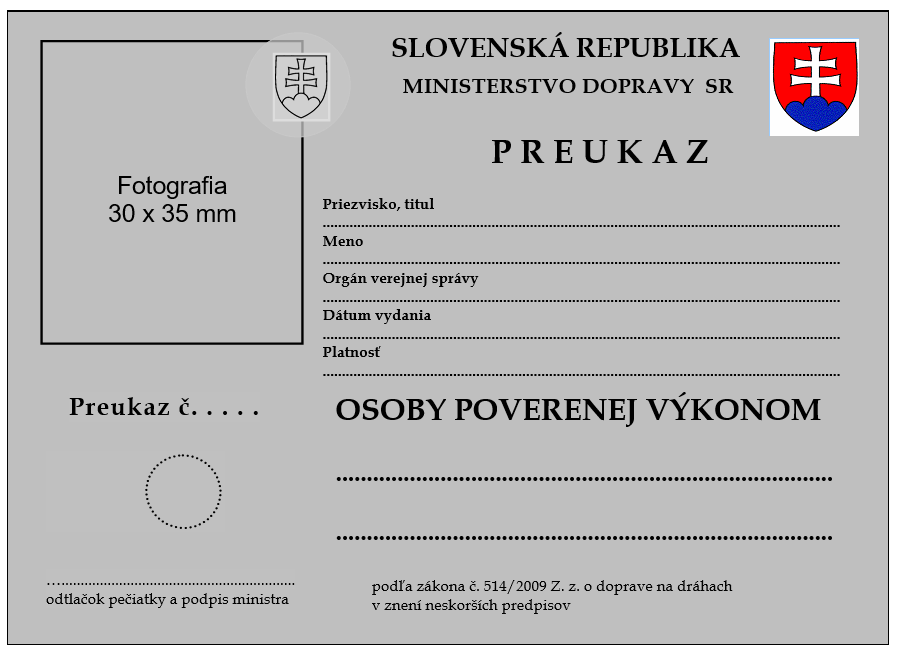 SLOVENSKÁ REPUBLIKA
MINISTERSTVO DOPRAVY SR
PREUKAZ
Fotografia
30 x 35 mm
Priezvisko, titul
Meno
Orgán verejnej správy
Dátum vydania
Platnosť
Preukaz č. . . . .
OSOBY POVERENEJ VÝKONOM
odtlačok pečiatky a podpis ministra
podľa zákona č. 514/2009 Z. z. o doprave na dráhach
v znení neskorších predpisov